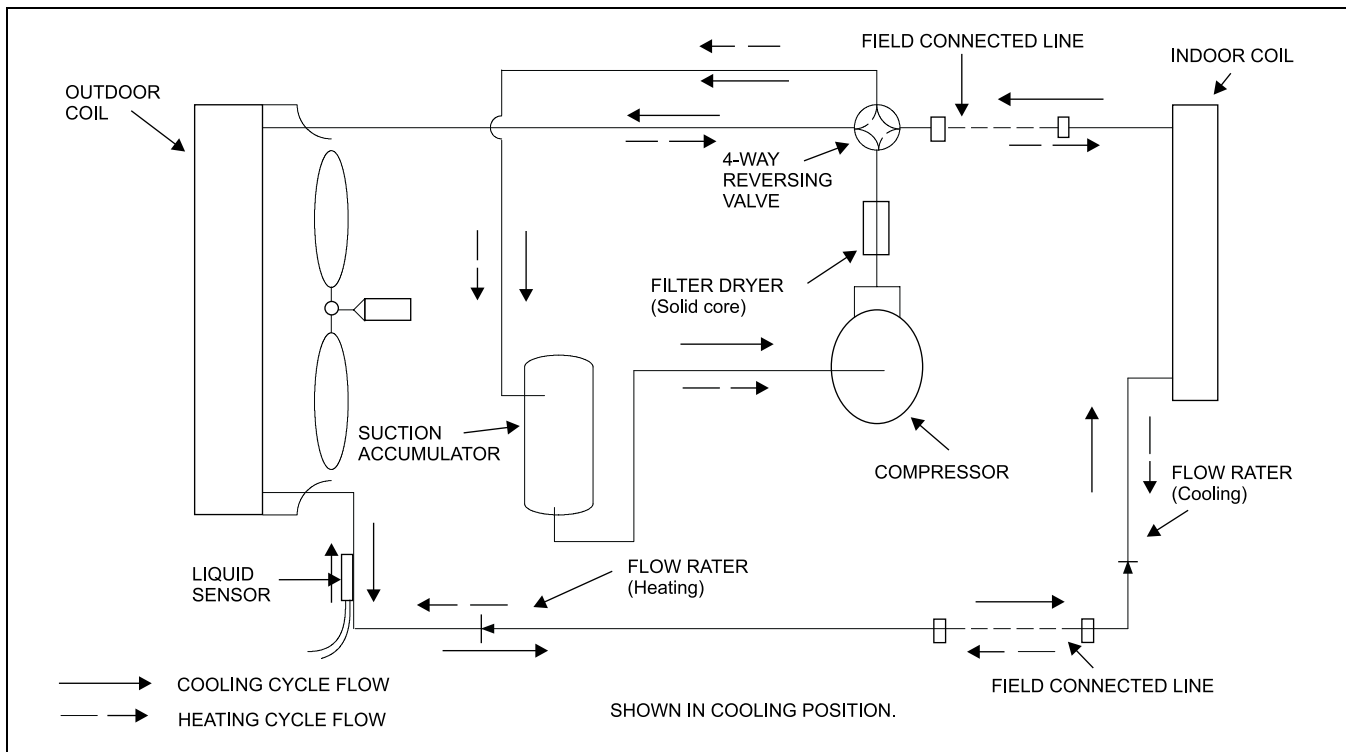 FIELD CONNECTED LINE
INDOOR COIL
OUTDOOR
COIL
4-WAY
REVERSING
VALVE
FILTER DRYER
(Solid core)
SUCTION
ACCUMULATOR
COMPRESSOR
FLOW RATER
(Cooling)
LIQUID
SENSOR
FLOW RATER
(Heating)
FIELD CONNECTED LINE
COOLING CYCLE FLOW
HEATING CYCLE FLOW
SHOWN IN COOLING POSITION.